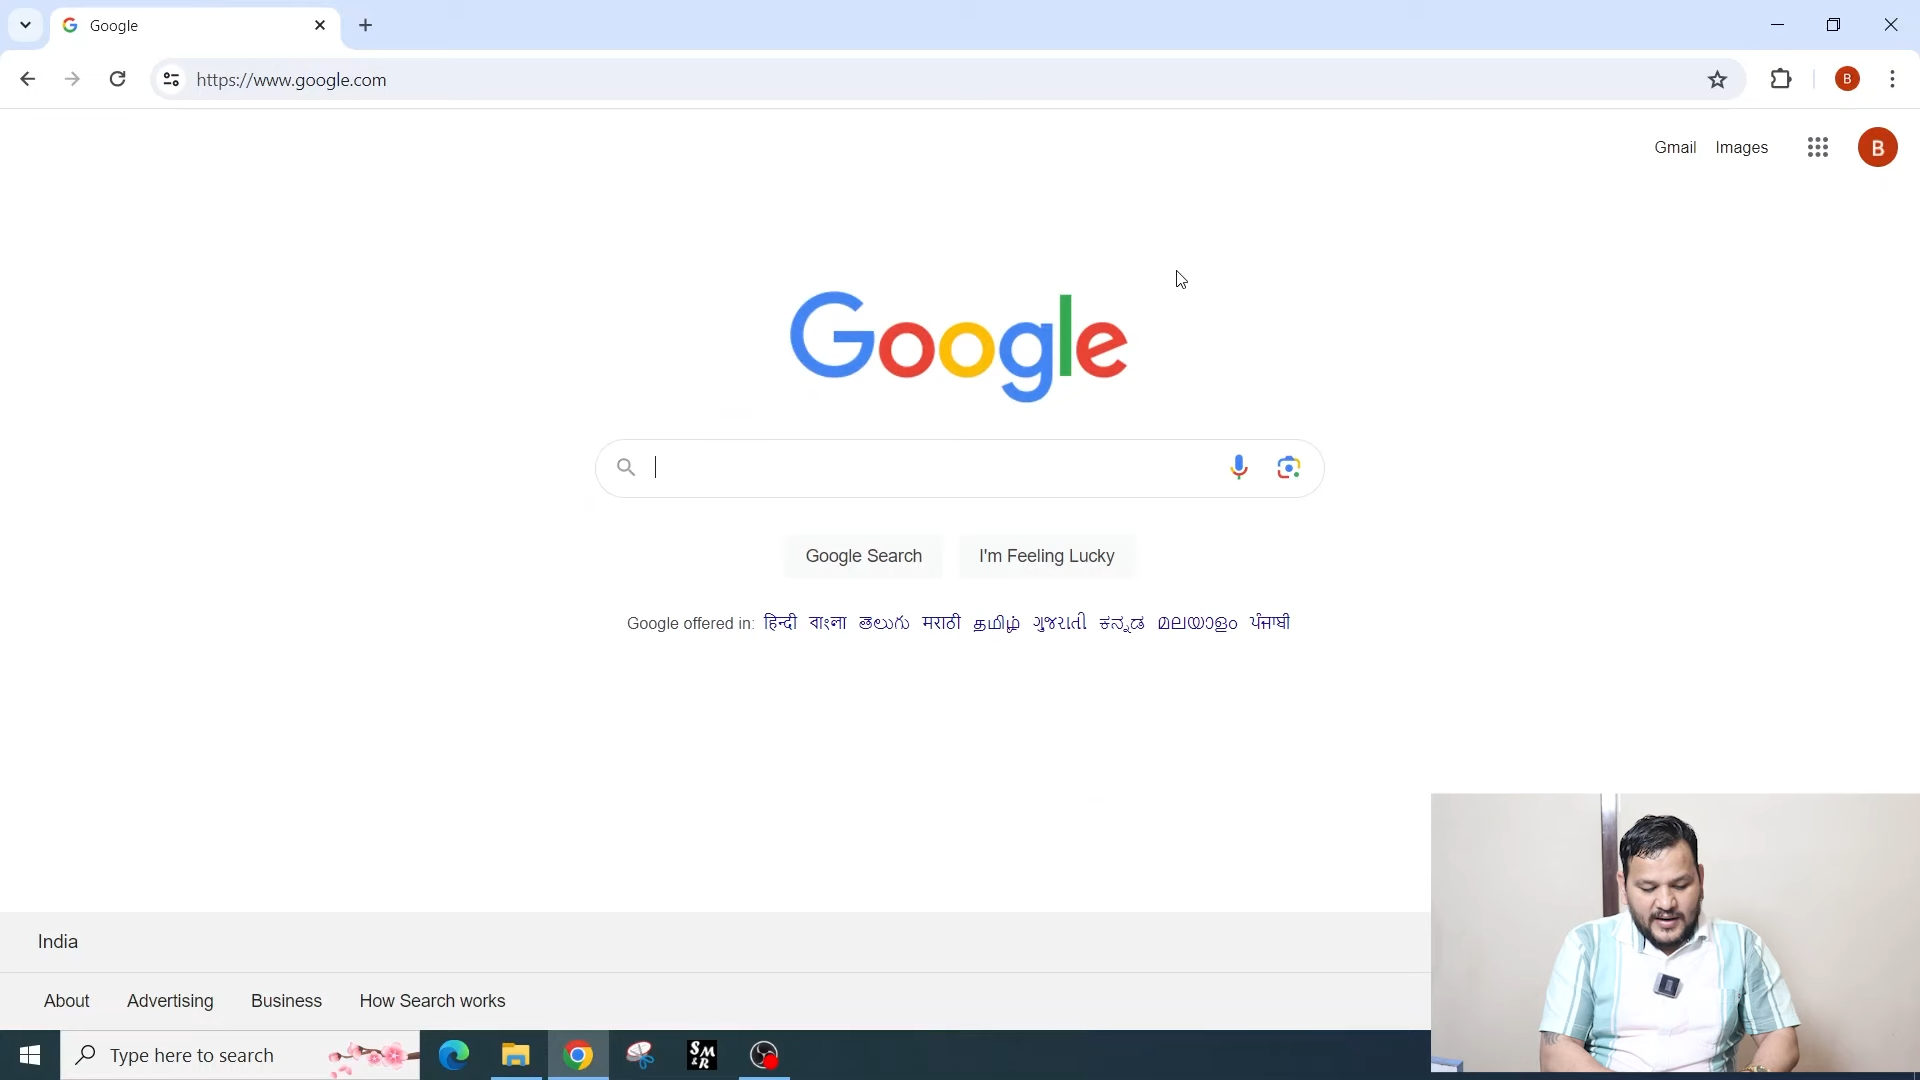 Google
https://www.google.com
B
Gmail Images
B
Google
Google Search I'm Feeling Lucky
Google offered in: हिन्दी বাংলা తెలుగు मराठी தமிழ் ગુજરાતી ಕನ್ನಡ മലയാളം ਪੰਜਾਬੀ
India
About Advertising Business How Search works
Type here to search
SM&R